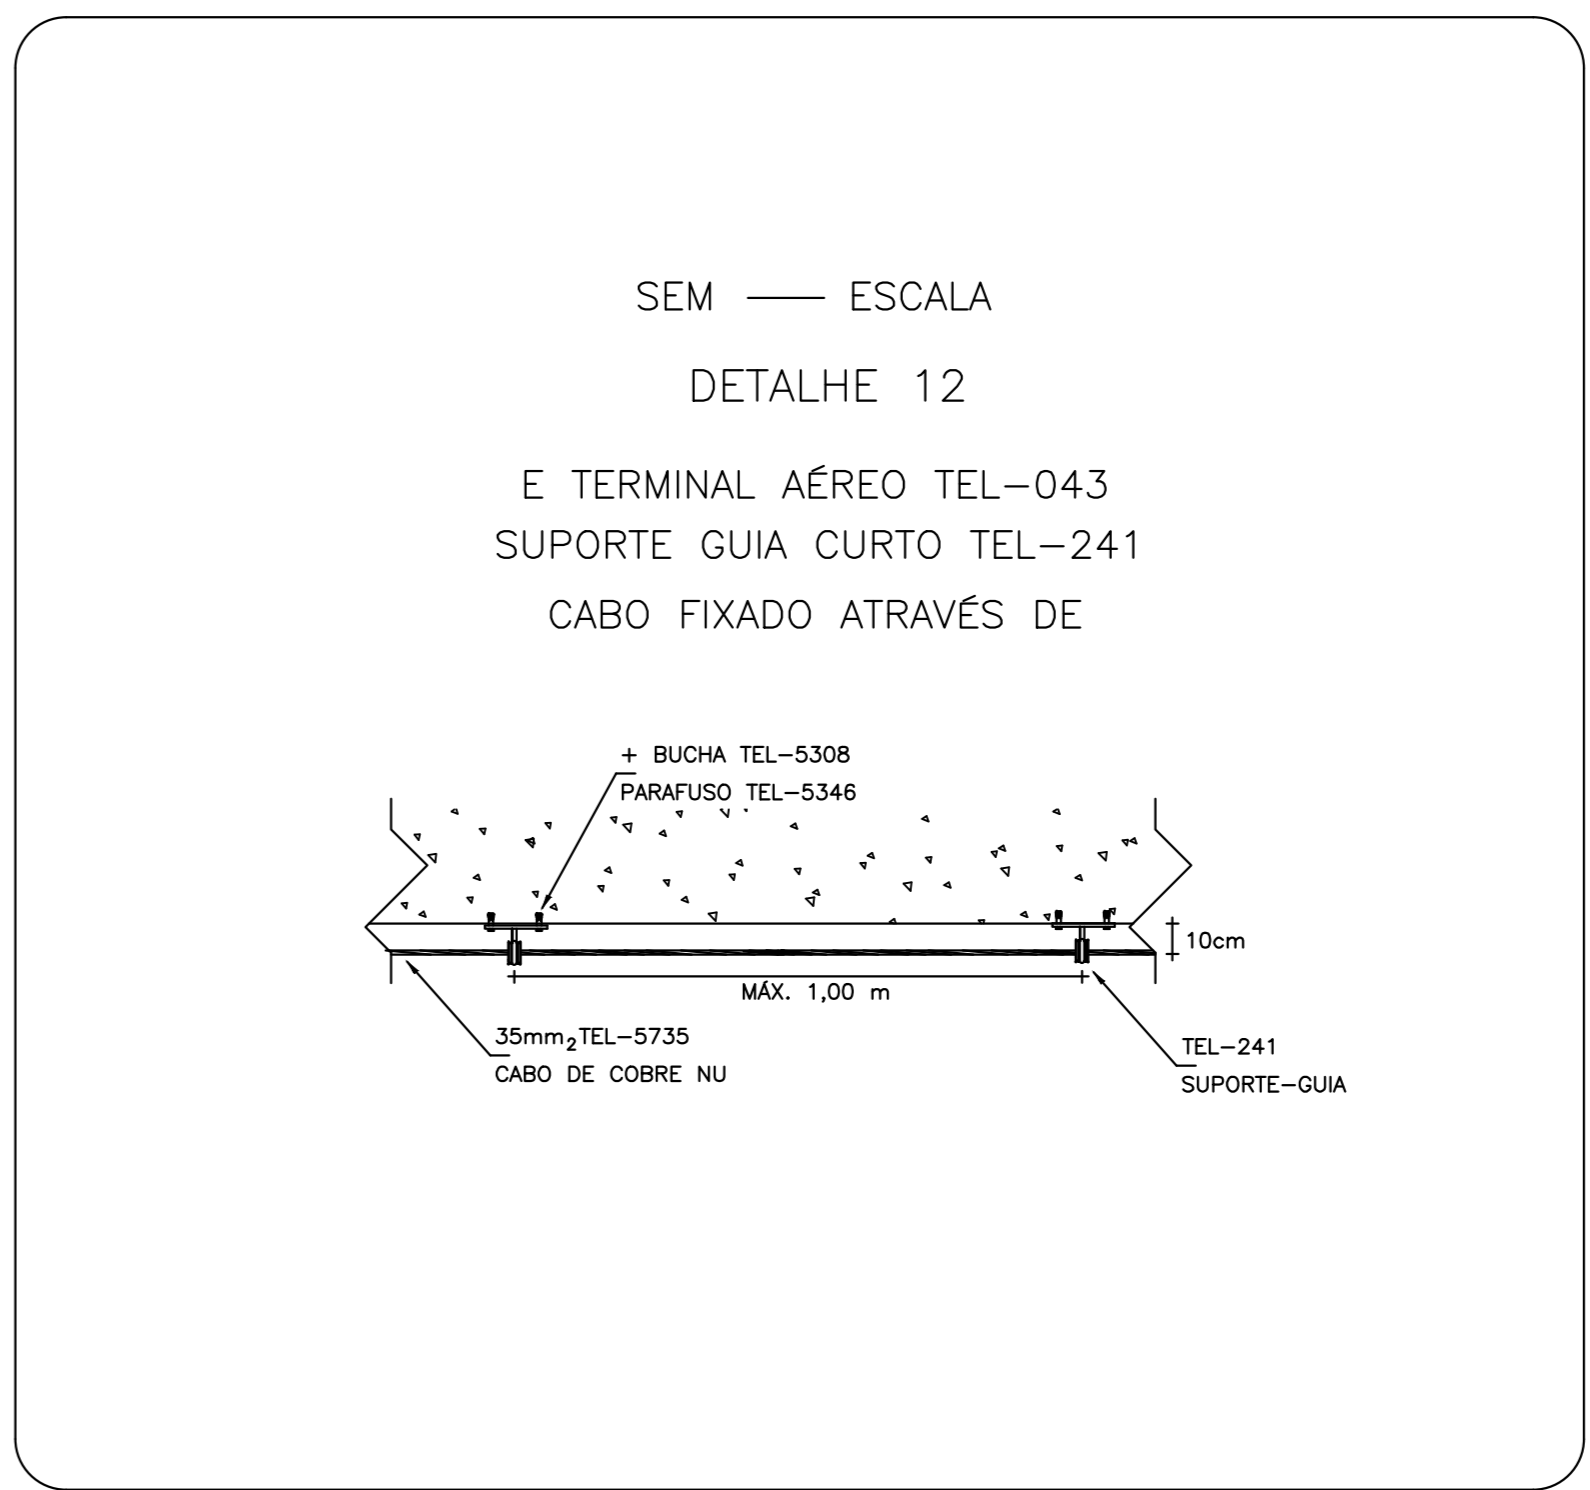 SEM — ESCALA
DETALHE 12
E TERMINAL AÉREO TEL-043
SUPORTE GUIA CURTO TEL-241
CABO FIXADO ATRAVÉS DE
+ BUCHA TEL-5308
PARAFUSO TEL-5346
10cm
MÁX. 1,00 m
35mm₂TEL-5735
CABO DE COBRE NU
TEL-241
SUPORTE-GUIA